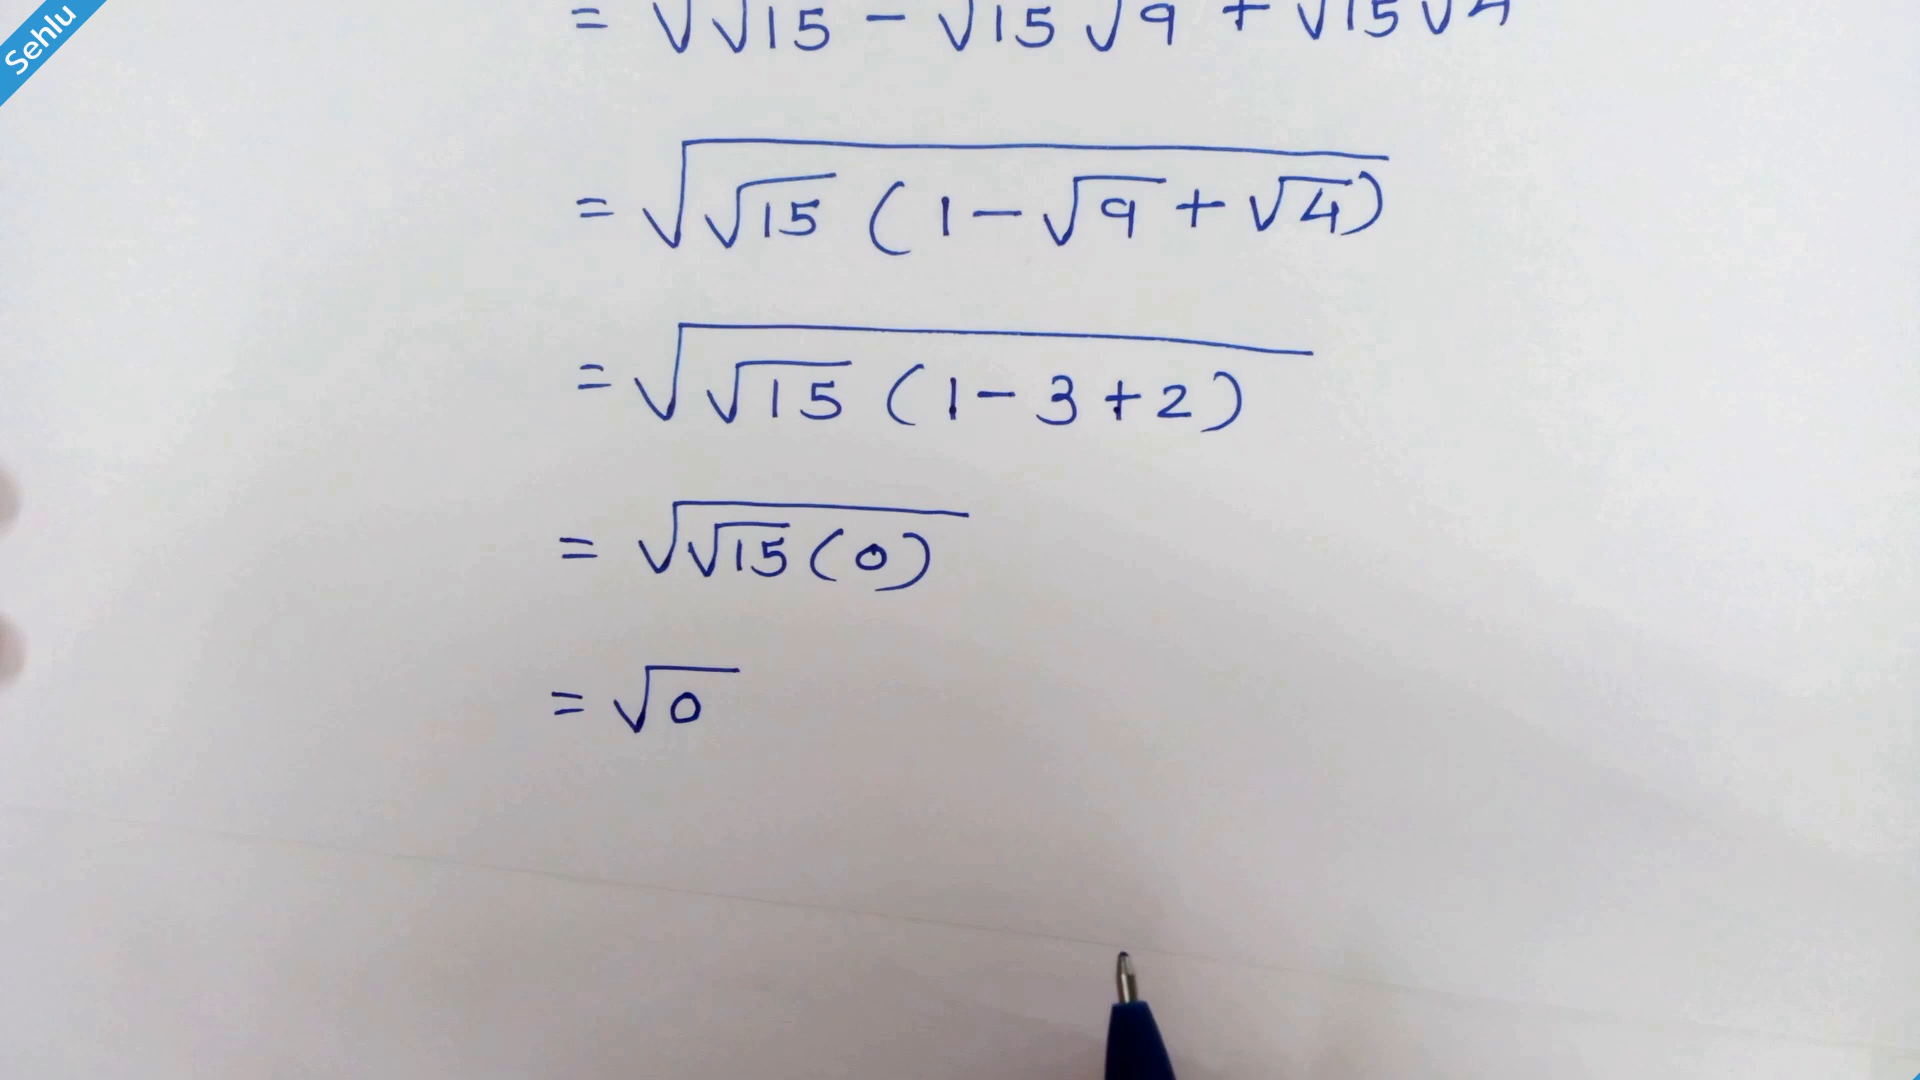 Sehlu
= √√15 - √15 √9 + √15 √4
= √√15 (1 - √9 + √4)
= √√15 (1 - 3 + 2)
= √√15 (0)
= √0